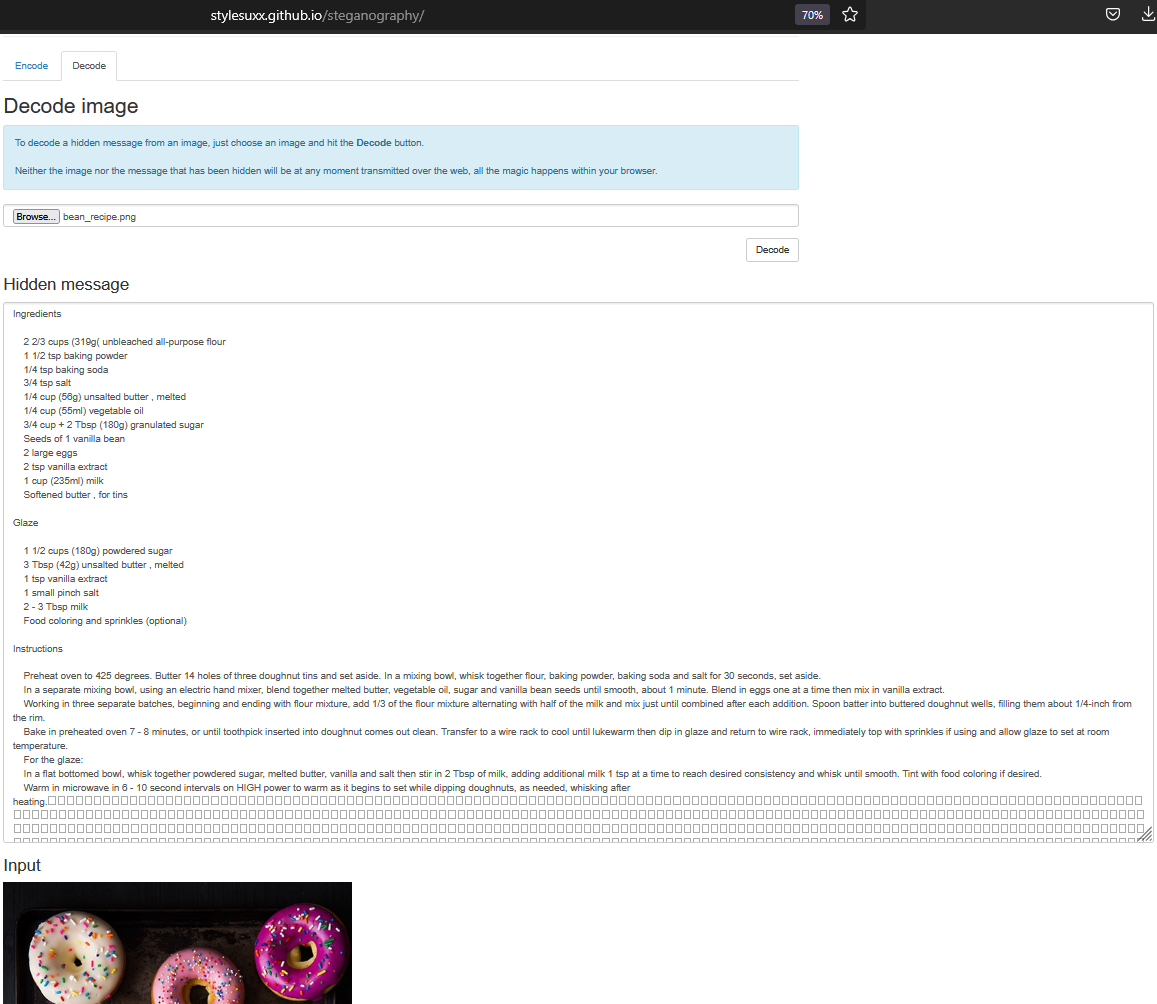 stylesuxx.github.io/steganography/
70%
Encode
Decode
Decode image
To decode a hidden message from an image, just choose an image and hit the Decode button.
Neither the image nor the message that has been hidden will be at any moment transmitted over the web, all the magic happens within your browser.
Browse... bean_recipe.png
Decode
Hidden message
Ingredients
2 2/3 cups (319g( unbleached all-purpose flour
1 1/2 tsp baking powder
1/4 tsp baking soda
3/4 tsp salt
1/4 cup (56g) unsalted butter , melted
1/4 cup (55ml) vegetable oil
3/4 cup + 2 Tbsp (180g) granulated sugar
Seeds of 1 vanilla bean
2 large eggs
2 tsp vanilla extract
1 cup (235ml) milk
Softened butter , for tins
Glaze
1 1/2 cups (180g) powdered sugar
3 Tbsp (42g) unsalted butter , melted
1 tsp vanilla extract
1 small pinch salt
2 - 3 Tbsp milk
Food coloring and sprinkles (optional)
Instructions
Preheat oven to 425 degrees. Butter 14 holes of three doughnut tins and set aside. In a mixing bowl, whisk together flour, baking powder, baking soda and salt for 30 seconds, set aside.
In a separate mixing bowl, using an electric hand mixer, blend together melted butter, vegetable oil, sugar and vanilla bean seeds until smooth, about 1 minute. Blend in eggs one at a time then mix in vanilla extract.
Working in three separate batches, beginning and ending with flour mixture, add 1/3 of the flour mixture alternating with half of the milk and mix just until combined after each addition. Spoon batter into buttered doughnut wells, filling them about 1/4-inch from
the rim.
Bake in preheated oven 7 - 8 minutes, or until toothpick inserted into doughnut comes out clean. Transfer to a wire rack to cool until lukewarm then dip in glaze and return to wire rack, immediately top with sprinkles if using and allow glaze to set at room
temperature.
For the glaze:
In a flat bottomed bowl, whisk together powdered sugar, melted butter, vanilla and salt then stir in 2 Tbsp of milk, adding additional milk 1 tsp at a time to reach desired consistency and whisk until smooth. Tint with food coloring if desired.
Warm in microwave in 6 - 10 second intervals on HIGH power to warm as it begins to set while dipping doughnuts, as needed, whisking after
heating.
Input